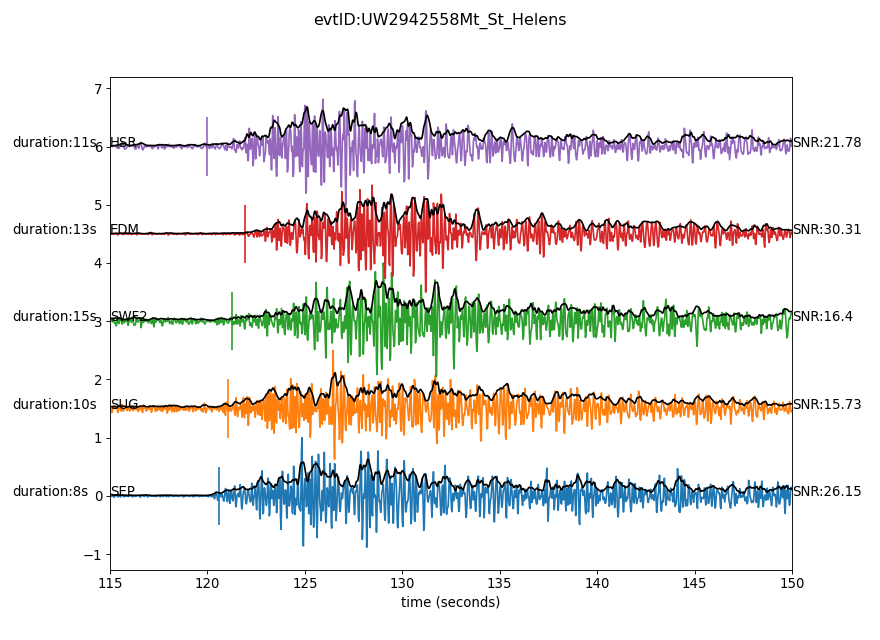 evtID:UW2942558Mt_St_Helens
7
duration:11s HSR 6 SNR:21.78
5
duration:13s EDM SNR:30.31
4
duration:15s SWF2 3 SNR:16.4
2
duration:10s SUG SNR:15.73
1
duration:8s SEP 0 SNR:26.15
−1
115 120 125 130 135 140 145 150
time (seconds)